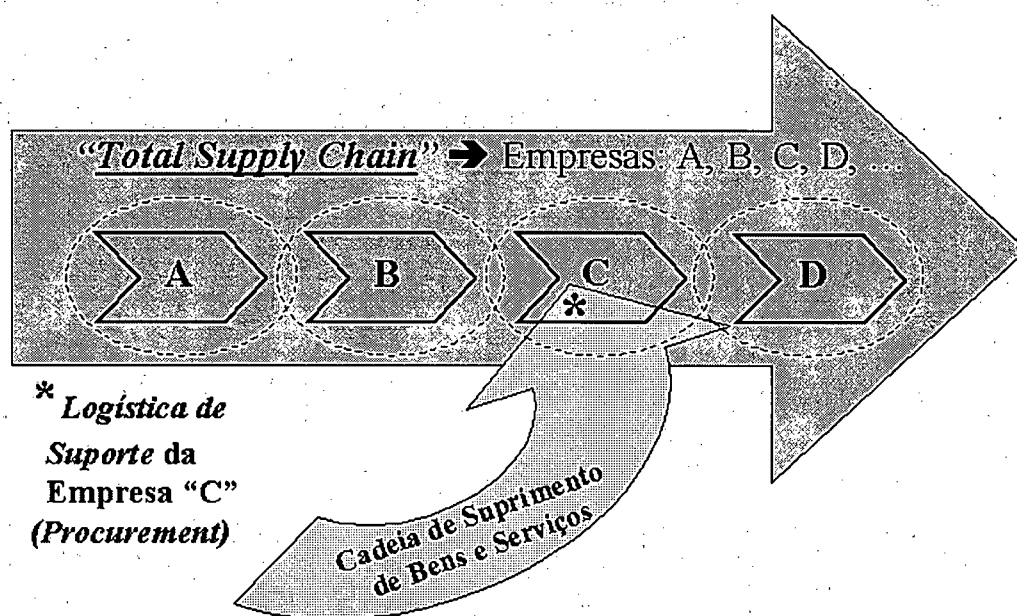 “Total Supply Chain” ➔ Empresas: A, B, C, D, ...
A
B
C
D
*
* Logística de
Suporte da
Empresa “C”
(Procurement)
Cadeia de Suprimento
de Bens e Serviços